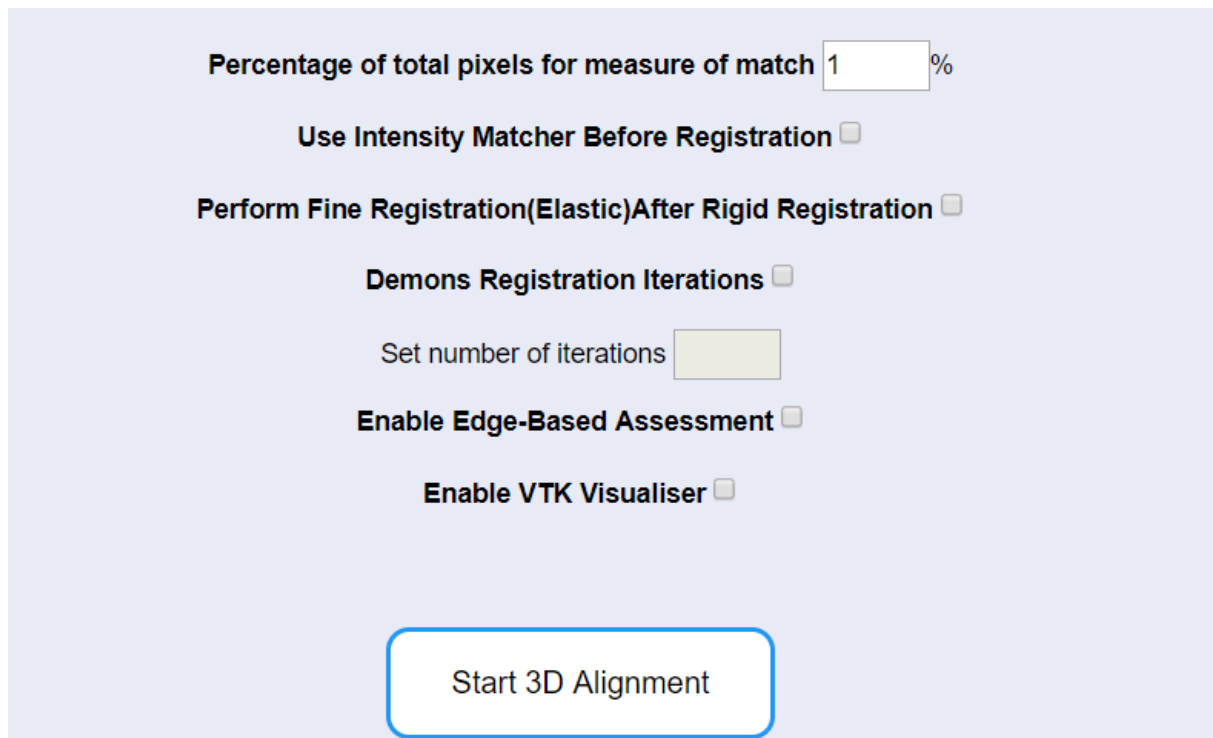 Percentage of total pixels for measure of match 1 %
Use Intensity Matcher Before Registration
Perform Fine Registration(Elastic)After Rigid Registration
Demons Registration Iterations
Set number of iterations
Enable Edge-Based Assessment
Enable VTK Visualiser
Start 3D Alignment